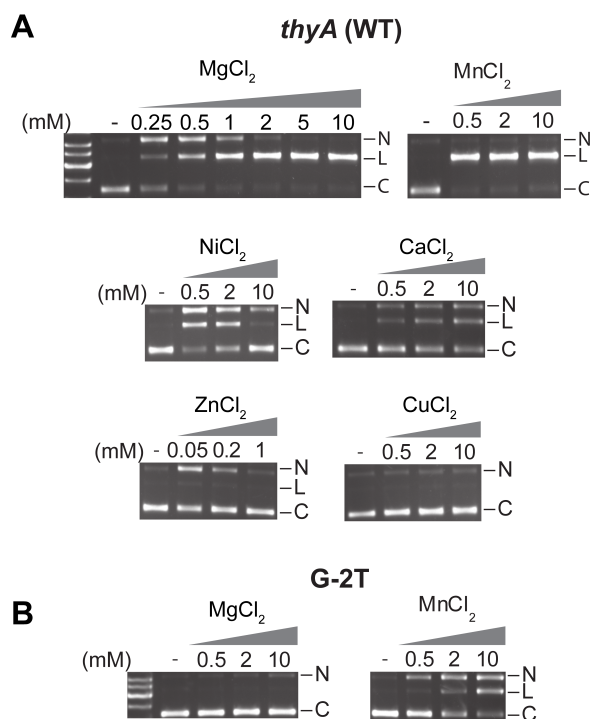 A
thyA (WT)
MgCl2
MnCl2
(mM) - 0.25 0.5 1 2 5 10
- 0.5 2 10
N
L
C
N
L
C
NiCl2
CaCl2
(mM) - 0.5 2 10
- 0.5 2 10
N
L
C
N
L
C
ZnCl2
CuCl2
(mM) - 0.05 0.2 1
- 0.5 2 10
N
L
C
N
C
G-2T
B
MgCl2
MnCl2
(mM) - 0.5 2 10
- 0.5 2 10
N
C
N
L
C